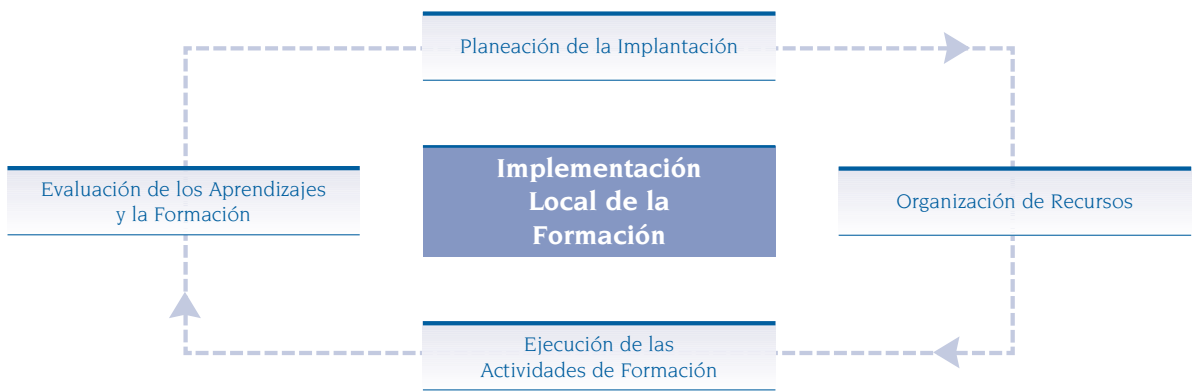 Planeación de la Implantación
Evaluación de los Aprendizajes
y la Formación
Implementación
Local de la
Formación
Organización de Recursos
Ejecución de las
Actividades de Formación